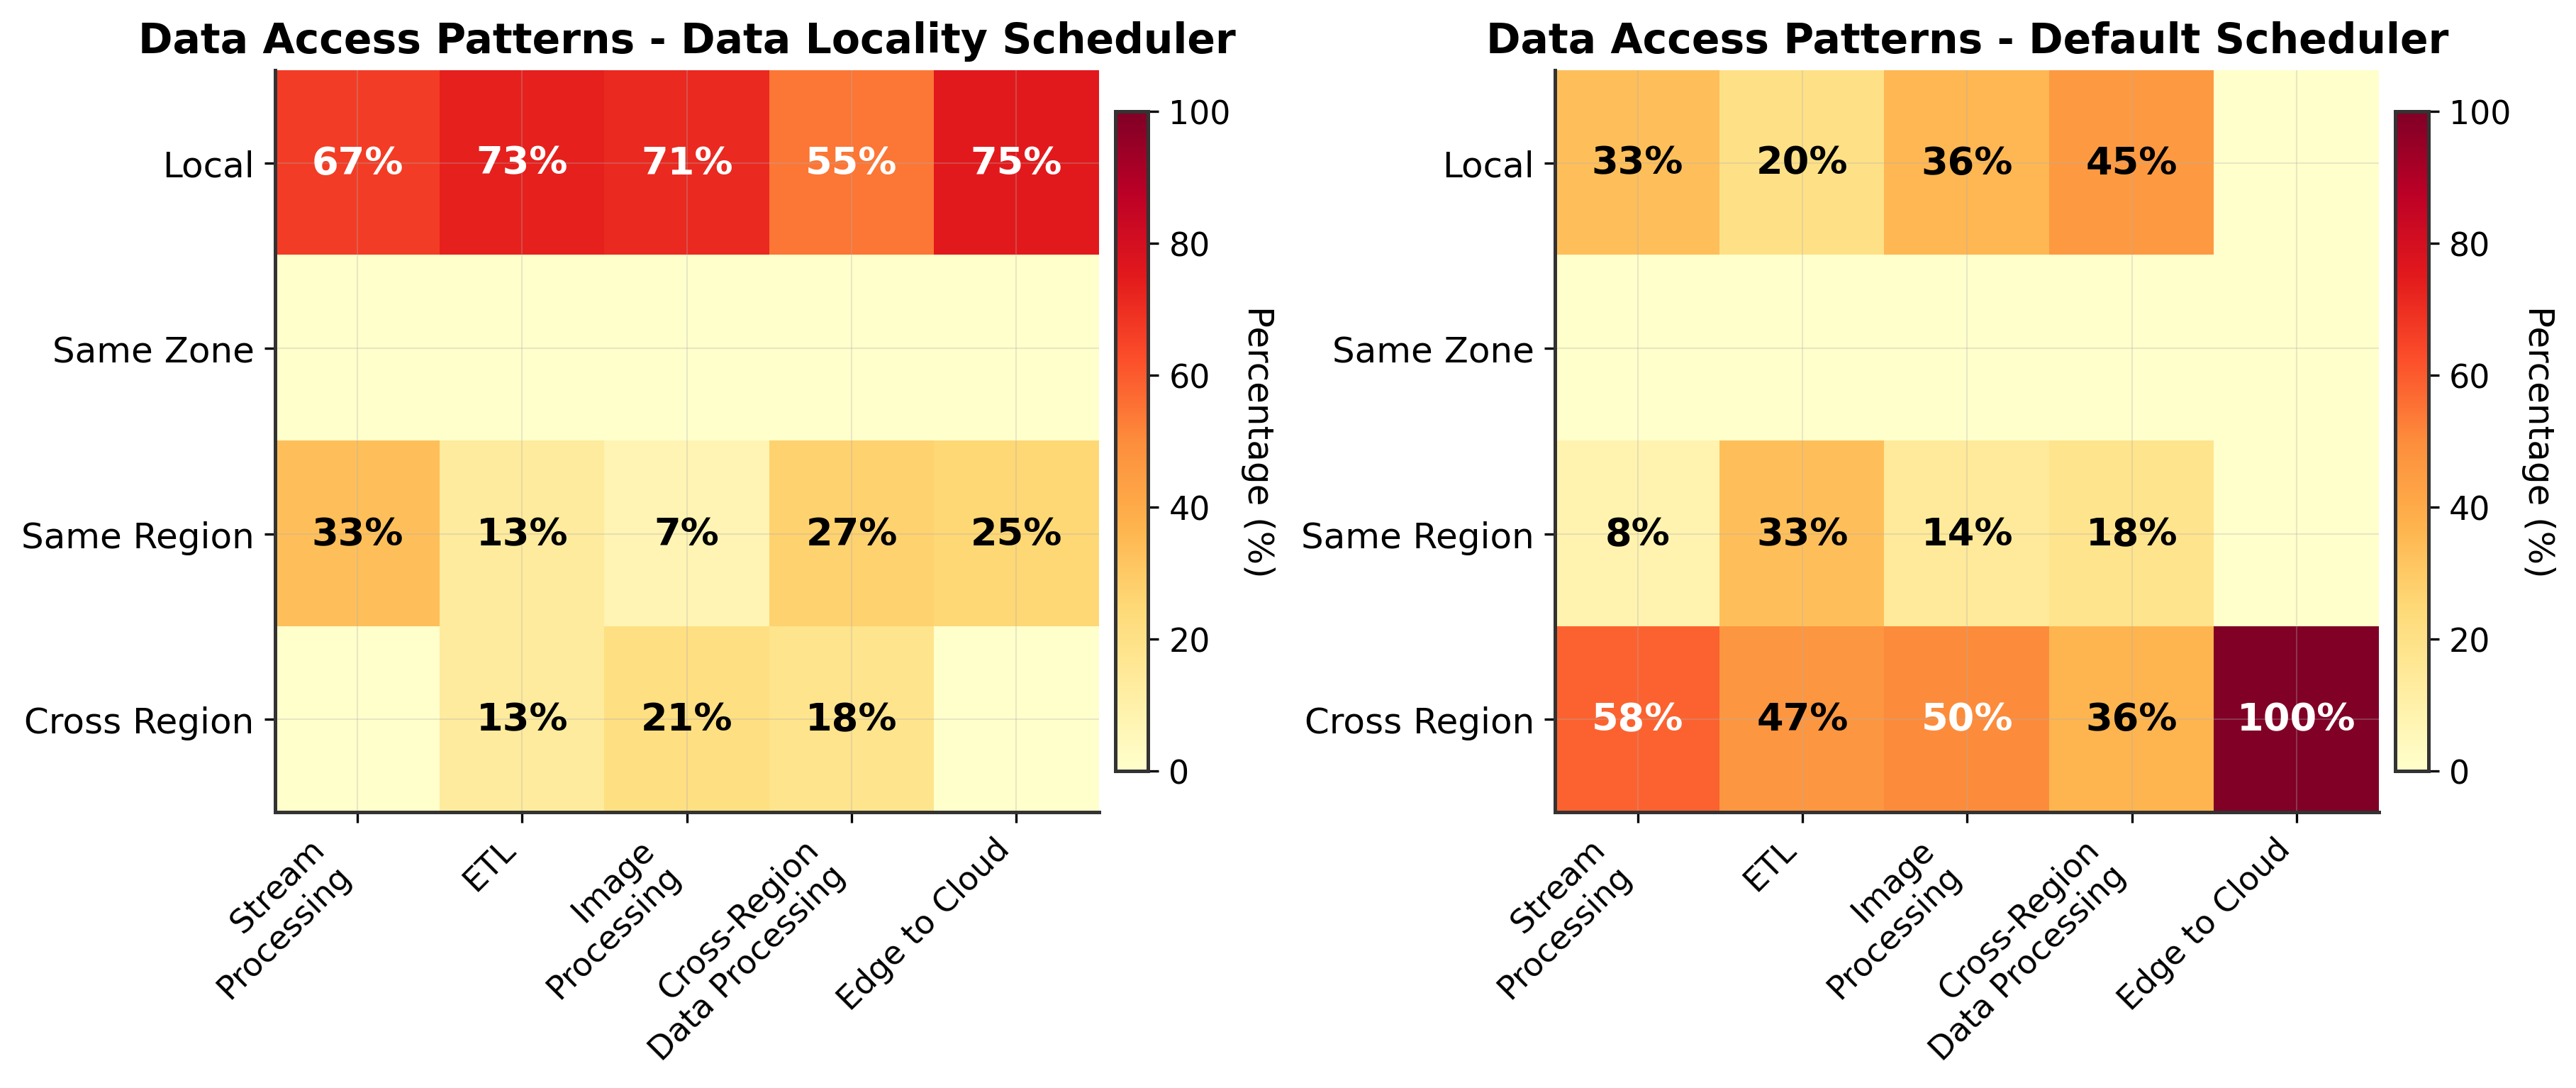 Data Access Patterns - Data Locality Scheduler
Local
Same Zone
Same Region
Cross Region
67%
73%
71%
55%
75%
33%
13%
7%
27%
25%
13%
21%
18%
Stream
Processing
ETL
Image
Processing
Cross-Region
Data Processing
Edge to Cloud
100
80
60
40
20
0
Percentage (%)
Data Access Patterns - Default Scheduler
Local
Same Zone
Same Region
Cross Region
33%
20%
36%
45%
8%
33%
14%
18%
58%
47%
50%
36%
100%
Stream
Processing
ETL
Image
Processing
Cross-Region
Data Processing
Edge to Cloud
100
80
60
40
20
0
Percentage (%)